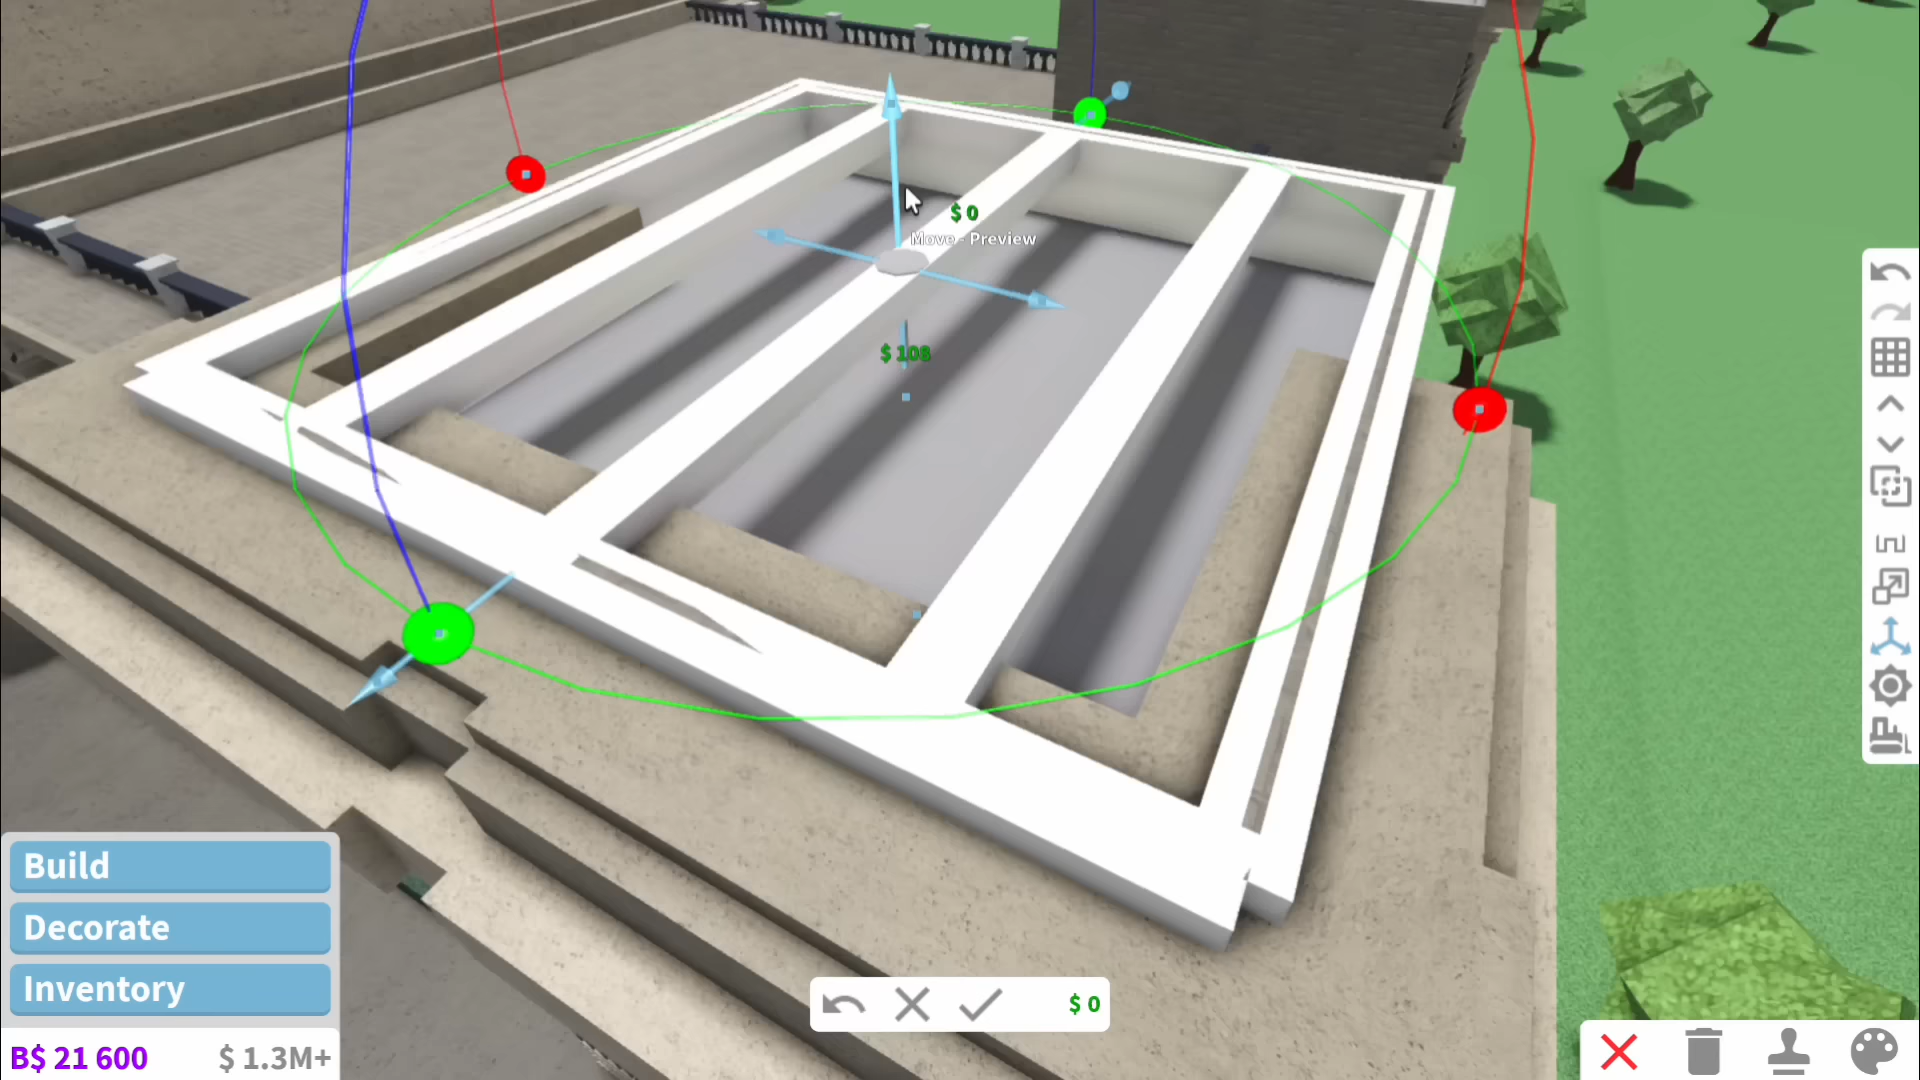 $ 0
Move - Preview
$ 108
Build
Decorate
Inventory
B$ 21 600
$ 1.3M+
$ 0